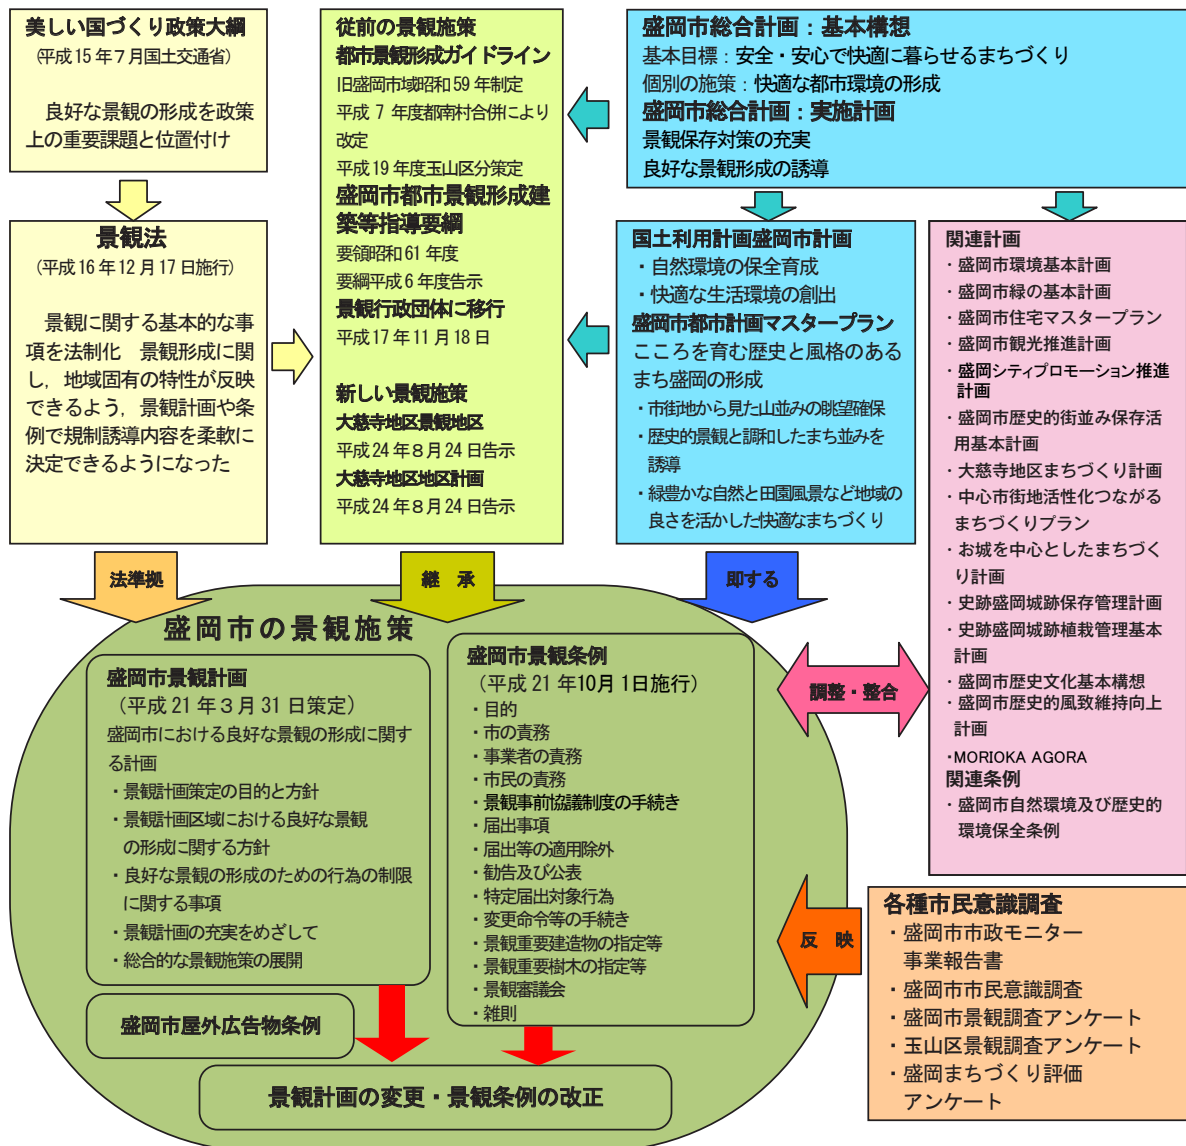 美しい国づくり政策大綱
(平成15年7月国土交通省)
良好な景観の形成を政策
上の重要課題と位置付け
景観法
(平成16年12月17日施行)
景観に関する基本的な事
項を法制化　景観形成に関
し，地域固有の特性が反映
できるよう，景観計画や条
例で規制誘導内容を柔軟に
決定できるようになった
従前の景観施策
都市景観形成ガイドライン
旧盛岡市域昭和59年制定
平成 7 年度都南村合併により
改定
平成19年度玉山区分策定
盛岡市都市景観形成建
築等指導要綱
要領昭和61年度
要綱平成6年度告示
景観行政団体に移行
平成17年11月18日
新しい景観施策
大慈寺地区景観地区
平成24年8月24日告示
大慈寺地区地区計画
平成24年8月24日告示
盛岡市総合計画：基本構想
基本目標：安全・安心で快適に暮らせるまちづくり
個別の施策：快適な都市環境の形成
盛岡市総合計画：実施計画
景観保存対策の充実
良好な景観形成の誘導
国土利用計画盛岡市計画
・自然環境の保全育成
・快適な生活環境の創出
盛岡市都市計画マスタープラン
こころを育む歴史と風格のある
まち盛岡の形成
・市街地から見た山並みの眺望確保
・歴史的景観と調和したまち並みを
誘導
・緑豊かな自然と田園風景など地域の
良さを活かした快適なまちづくり
関連計画
・盛岡市環境基本計画
・盛岡市緑の基本計画
・盛岡市住宅マスタープラン
・盛岡市観光推進計画
・盛岡シティプロモーション推進
計画
・盛岡市歴史的街並み保存活
用基本計画
・大慈寺地区まちづくり計画
・中心市街地活性化つながる
まちづくりプラン
・お城を中心としたまちづく
り計画
・史跡盛岡城跡保存管理計画
・史跡盛岡城跡植栽管理基本
計画
・盛岡市歴史文化基本構想
・盛岡市歴史的風致維持向上
計画
・MORIOKA AGORA
関連条例
・盛岡市自然環境及び歴史的
環境保全条例
法準拠
継　承
即する
盛岡市の景観施策
盛岡市景観計画
（平成21年3月31日策定）
盛岡市における良好な景観の形成に関す
る計画
・景観計画策定の目的と方針
・景観計画区域における良好な景観
の形成に関する方針
・良好な景観の形成のための行為の制限
に関する事項
・景観計画の充実をめざして
・総合的な景観施策の展開
盛岡市屋外広告物条例
盛岡市景観条例
（平成21年10月1日施行）
・目的
・市の責務
・事業者の責務
・市民の責務
・景観事前協議制度の手続き
・届出事項
・届出等の適用除外
・勧告及び公表
・特定届出対象行為
・変更命令等の手続き
・景観重要建造物の指定等
・景観重要樹木の指定等
・景観審議会
・雑則
調整・整合
反　映
各種市民意識調査
・盛岡市市政モニター
事業報告書
・盛岡市市民意識調査
・盛岡市景観調査アンケート
・玉山区景観調査アンケート
・盛岡まちづくり評価
アンケート
景観計画の変更・景観条例の改正